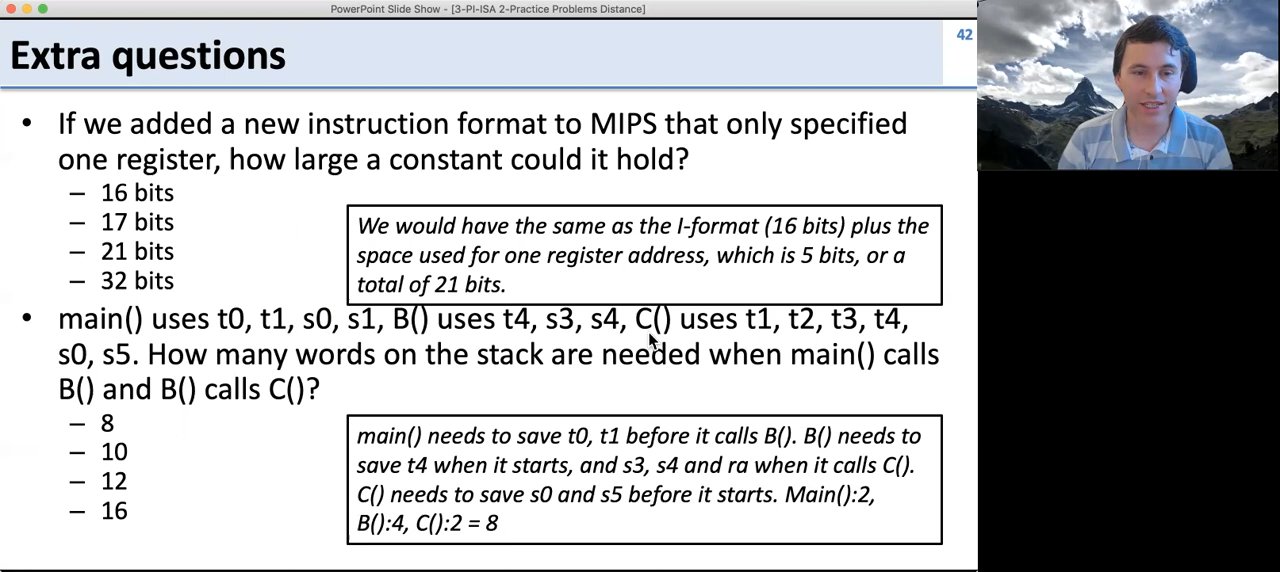 PowerPoint Slide Show - [3-PI-ISA 2-Practice Problems Distance]
Extra questions
42
• If we added a new instruction format to MIPS that only specified
one register, how large a constant could it hold?
– 16 bits
– 17 bits
– 21 bits
– 32 bits
We would have the same as the I-format (16 bits) plus the
space used for one register address, which is 5 bits, or a
total of 21 bits.
• main() uses t0, t1, s0, s1, B() uses t4, s3, s4, C() uses t1, t2, t3, t4,
s0, s5. How many words on the stack are needed when main() calls
B() and B() calls C()?
– 8
– 10
– 12
– 16
main() needs to save t0, t1 before it calls B(). B() needs to
save t4 when it starts, and s3, s4 and ra when it calls C().
C() needs to save s0 and s5 before it starts. Main():2,
B():4, C():2 = 8